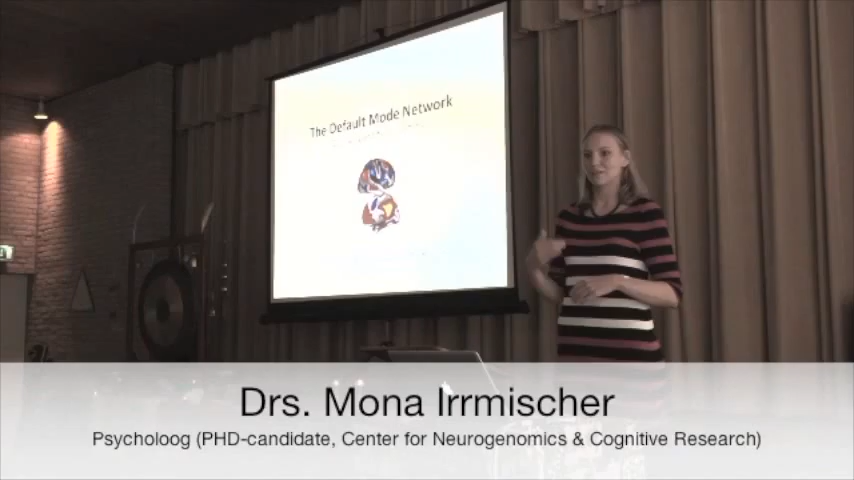 The Default Mode Network
Drs. Mona Irrmischer
Psycholoog (PHD-candidate, Center for Neurogenomics & Cognitive Research)